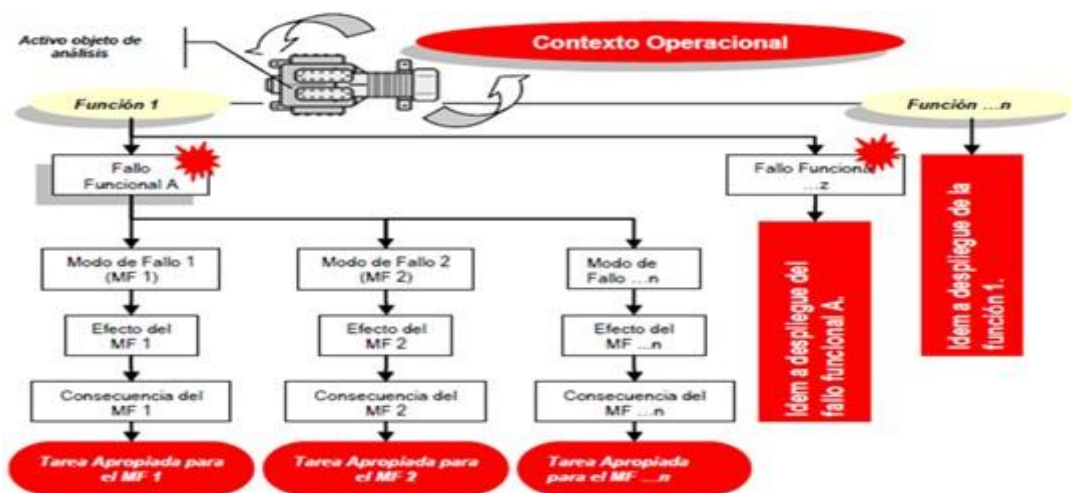 Activo objeto de
análisis
Contexto Operacional
Función 1
Función ...n
Fallo
Funcional A
Fallo Funcional
...z
Modo de Fallo 1
(MF 1)
Modo de Fallo 2
(MF 2)
Modo de
Fallo ...n
Efecto del
MF 1
Efecto del
MF 2
Efecto del
MF ...n
Consecuencia del
MF 1
Consecuencia del
MF 2
Consecuencia del
MF ...n
Tarea Apropiada para
el MF 1
Tarea Apropiada para
el MF 2
Tarea Apropiada
para el MF ...n
Idem a despliegue del
fallo funcional A.
Idem a despliegue de la
función 1.